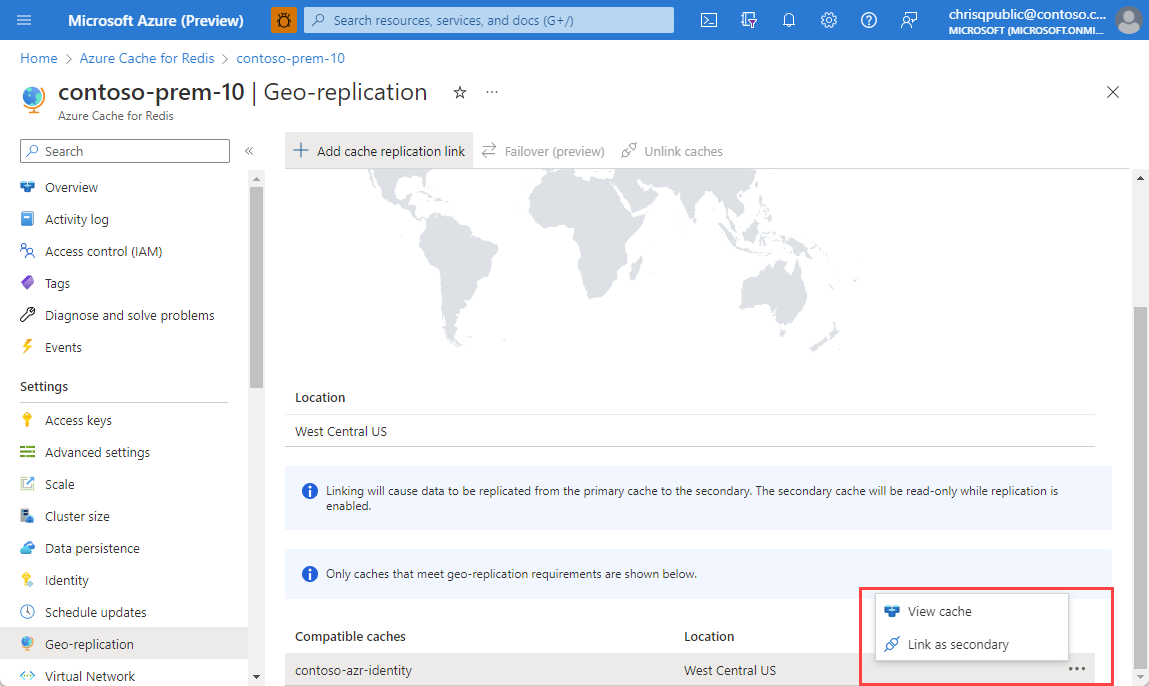 Microsoft Azure (Preview)
Search resources, services, and docs (G+/)
chrisqpublic@contoso.c...
MICROSOFT (MICROSOFT.ONMI...
Home > Azure Cache for Redis > contoso-prem-10
contoso-prem-10 | Geo-replication
Azure Cache for Redis
Search
Overview
Activity log
Access control (IAM)
Tags
Diagnose and solve problems
Events
Settings
Access keys
Advanced settings
Scale
Cluster size
Data persistence
Identity
Schedule updates
Geo-replication
Virtual Network
Add cache replication link
Failover (preview)
Unlink caches
Location
West Central US
Linking will cause data to be replicated from the primary cache to the secondary. The secondary cache will be read-only while replication is
enabled.
Only caches that meet geo-replication requirements are shown below.
Compatible caches Location
contoso-azr-identity West Central US
View cache
Link as secondary